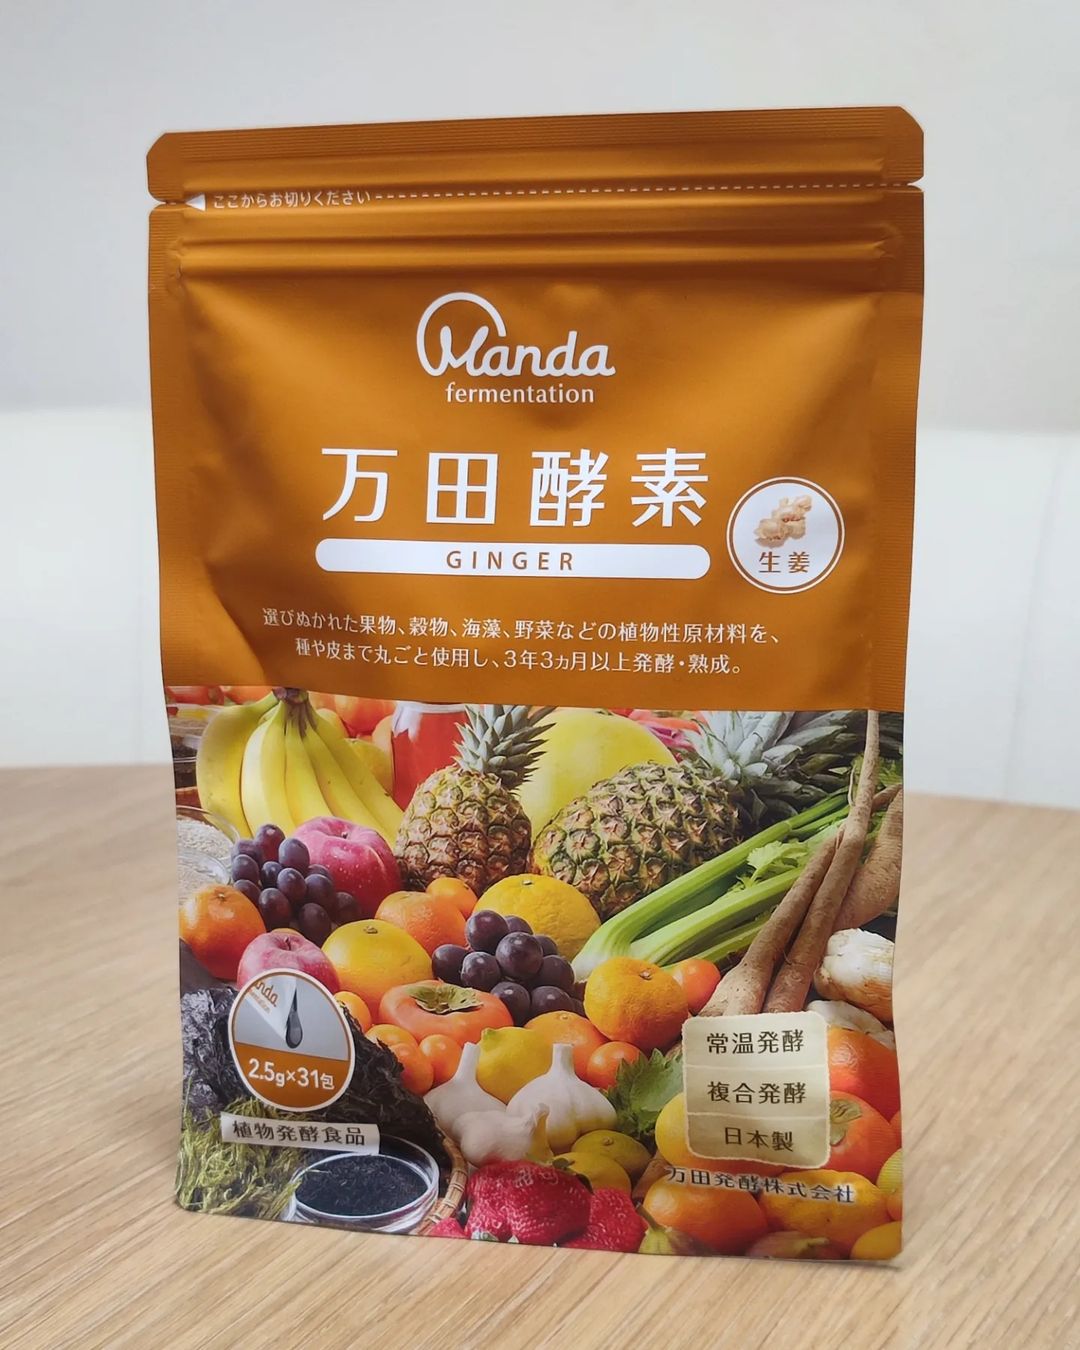 ここからお切りください
Manda
fermentation
万田酵素
GINGER
生姜
選びぬかれた果物、穀物、海藻、野菜などの植物性原材料を、
種や皮まで丸ごと使用し、3年3ヵ月以上発酵・熟成。
2.5g×31包
植物発酵食品
常温発酵
複合発酵
日本製
万田発酵株式会社